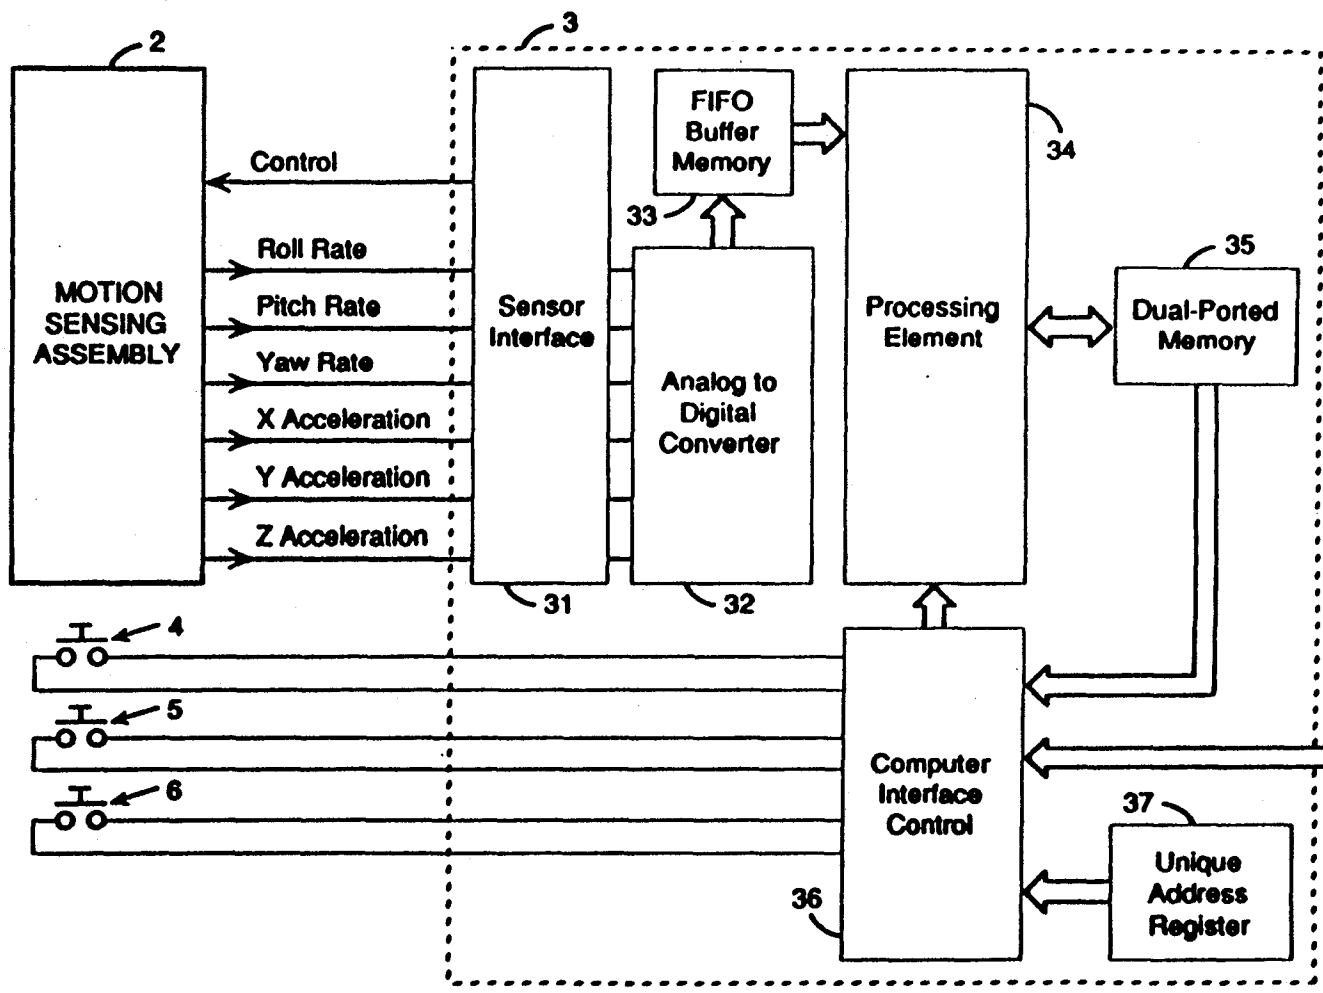 2
3
MOTION
SENSING
ASSEMBLY
Control
Roll Rate
Pitch Rate
Yaw Rate
X Acceleration
Y Acceleration
Z Acceleration
Sensor
Interface
31
FIFO
Buffer
Memory
33
Analog to
Digital
Converter
32
Processing
Element
34
35
Dual-Ported
Memory
4
5
6
Computer
Interface
Control
36
37
Unique
Address
Register